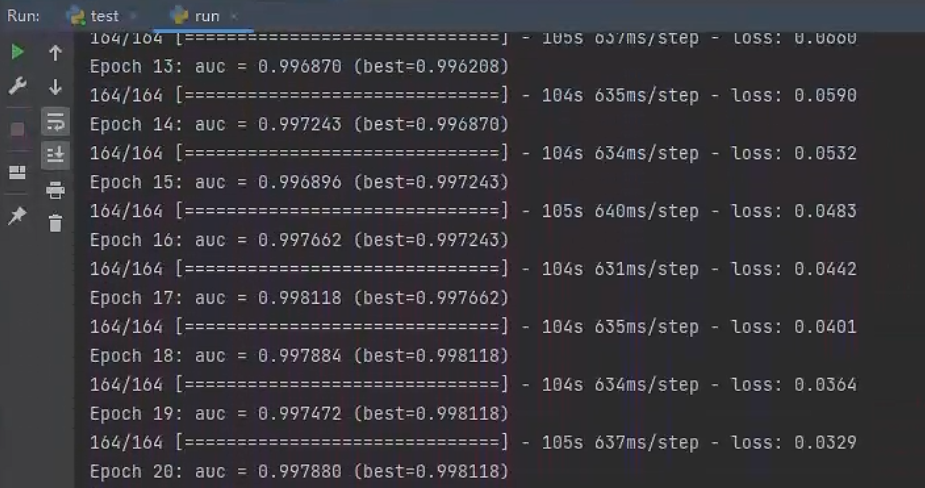 Run: test run
164/164 [==============================] - 105s 637ms/step - loss: 0.0660
Epoch 13: auc = 0.996870 (best=0.996208)
164/164 [==============================] - 104s 635ms/step - loss: 0.0590
Epoch 14: auc = 0.997243 (best=0.996870)
164/164 [==============================] - 104s 634ms/step - loss: 0.0532
Epoch 15: auc = 0.996896 (best=0.997243)
164/164 [==============================] - 105s 640ms/step - loss: 0.0483
Epoch 16: auc = 0.997662 (best=0.997243)
164/164 [==============================] - 104s 631ms/step - loss: 0.0442
Epoch 17: auc = 0.998118 (best=0.997662)
164/164 [==============================] - 104s 635ms/step - loss: 0.0401
Epoch 18: auc = 0.997884 (best=0.998118)
164/164 [==============================] - 104s 634ms/step - loss: 0.0364
Epoch 19: auc = 0.997472 (best=0.998118)
164/164 [==============================] - 105s 637ms/step - loss: 0.0329
Epoch 20: auc = 0.997880 (best=0.998118)